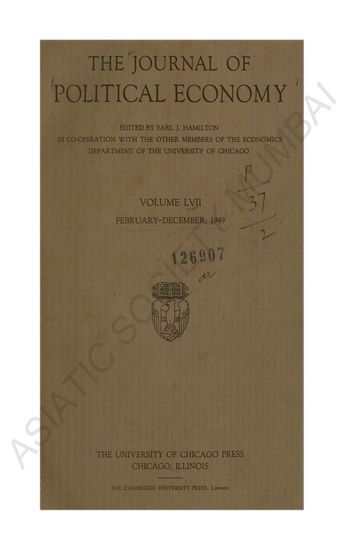 THE JOURNAL OF
POLITICAL ECONOMY
EDITED BY EARL J. HAMILTON
IN CO-OPERATION WITH THE OTHER MEMBERS OF THE ECONOMICS
DEPARTMENT OF THE UNIVERSITY OF CHICAGO
VOLUME LVII
FEBRUARY-DECEMBER, 1949
P
37
2
126907
THE UNIVERSITY OF CHICAGO PRESS
CHICAGO, ILLINOIS
THE CAMBRIDGE UNIVERSITY PRESS, LONDON
ASIATIC SOCIETY MUMBAI